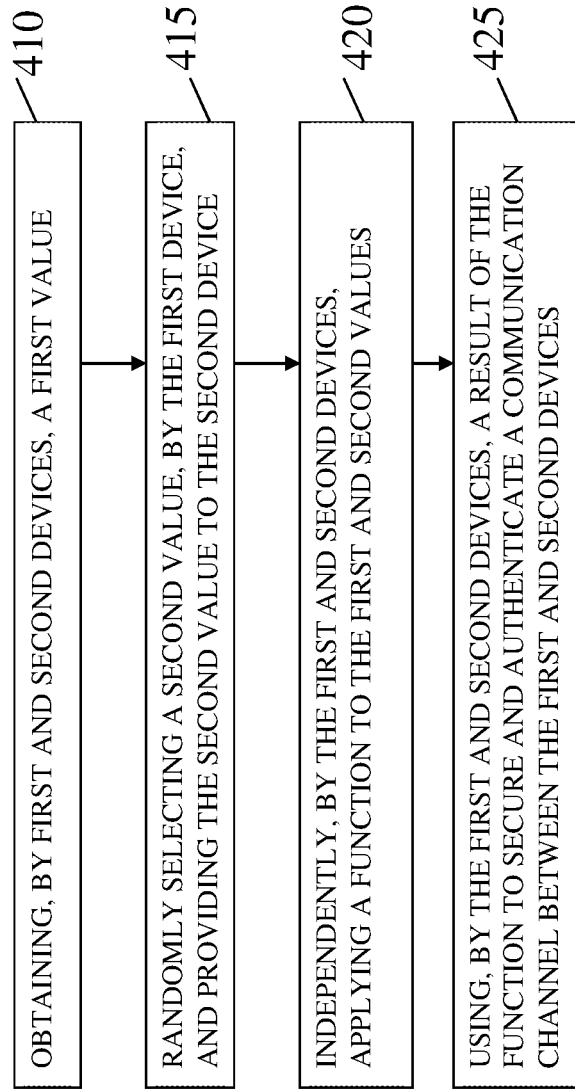 410
OBTAINING, BY FIRST AND SECOND DEVICES, A FIRST VALUE
415
RANDOMLY SELECTING A SECOND VALUE, BY THE FIRST DEVICE,
AND PROVIDING THE SECOND VALUE TO THE SECOND DEVICE
420
INDEPENDENTLY, BY THE FIRST AND SECOND DEVICES,
APPLYING A FUNCTION TO THE FIRST AND SECOND VALUES
425
USING, BY THE FIRST AND SECOND DEVICES, A RESULT OF THE
FUNCTION TO SECURE AND AUTHENTICATE A COMMUNICATION
CHANNEL BETWEEN THE FIRST AND SECOND DEVICES